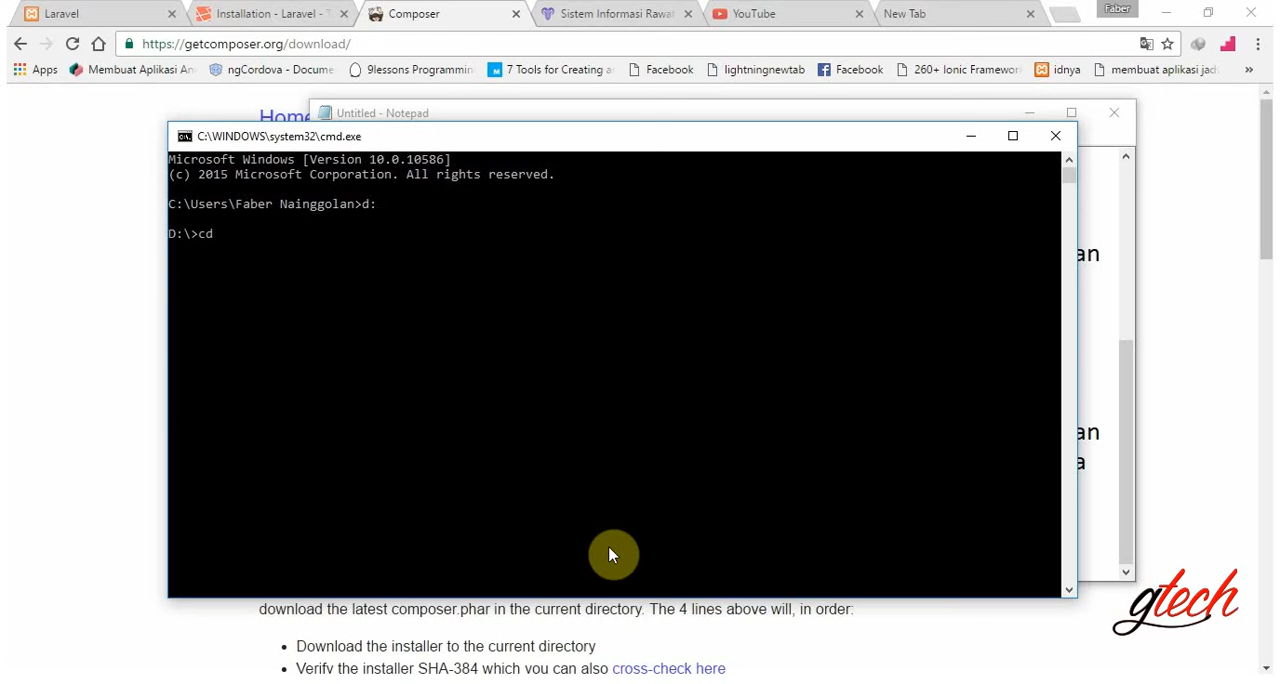 Laravel
Installation - Laravel - T
Composer
Sistem Informasi Rawat
YouTube
New Tab
Faber
https://getcomposer.org/download/
Apps
Membuat Aplikasi An
ngCordova - Docume
9lessons Programmin
7 Tools for Creating a
Facebook
lightningnewtab
Facebook
260+ Ionic Framewor
idnya
membuat aplikasi jad
»
Home
Untitled - Notepad
C:\WINDOWS\system32\cmd.exe
Microsoft Windows [Version 10.0.10586]
(c) 2015 Microsoft Corporation. All rights reserved.
C:\Users\Faber Nainggolan>d:
D:\>cd
an
an
a
gtech
download the latest composer.phar in the current directory. The 4 lines above will, in order:
• Download the installer to the current directory
• Verify the installer SHA-384 which you can also cross-check here